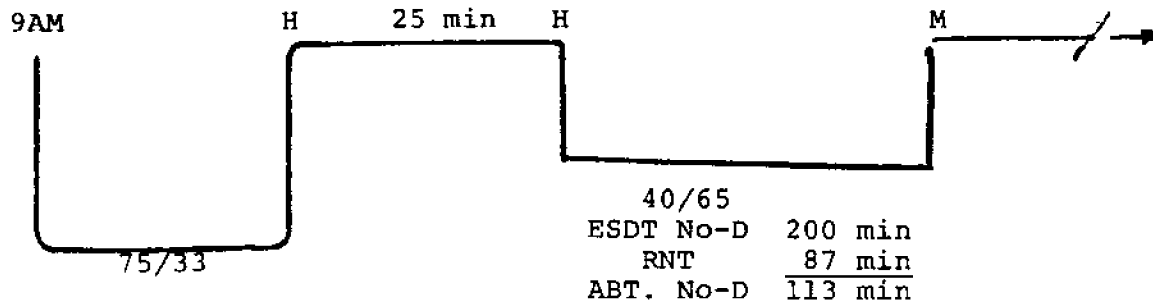 9AM H 25 min H M
75/33
40/65
ESDT No-D 200 min
RNT 87 min
ABT. No-D 113 min